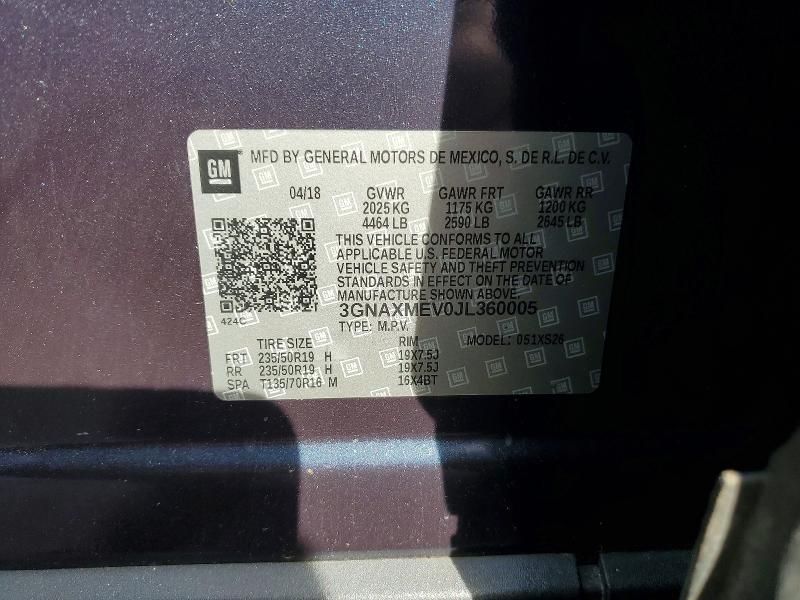 GM MFD BY GENERAL MOTORS DE MEXICO, S. DE R.L. DE C.V.
04/18 GVWR GAWR FRT GAWR RR
2025 KG 1175 KG 1200 KG
4464 LB 2590 LB 2645 LB
THIS VEHICLE CONFORMS TO ALL
APPLICABLE U.S. FEDERAL MOTOR
VEHICLE SAFETY AND THEFT PREVENTION
STANDARDS IN EFFECT ON THE DATE OF
MANUFACTURE SHOWN ABOVE.
3GNAXMEV0JL360005
424C
TYPE: M.P.V. MODEL: 051XS26
TIRE SIZE RIM
FRT 235/50R19 H 19X7.5J
RR 235/50R19 H 19X7.5J
SPA T135/70R16 M 16X4BT